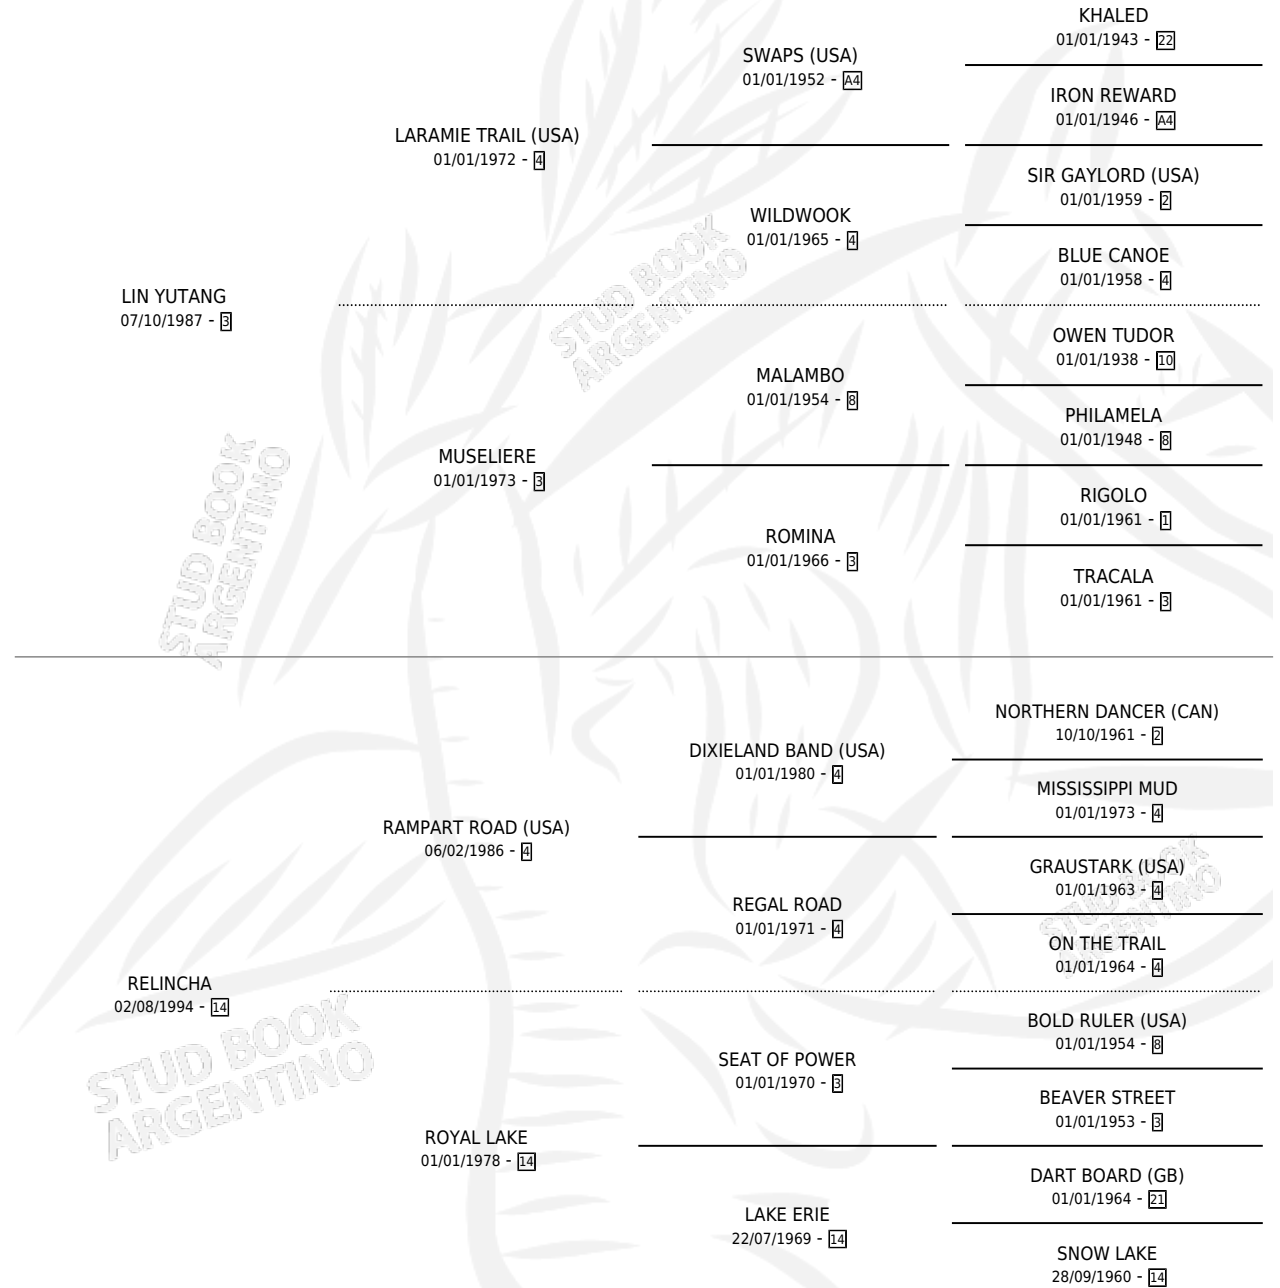 KHALED
01/01/1943 - 22
SWAPS (USA)
01/01/1952 - A4
IRON REWARD
01/01/1946 - A4
LARAMIE TRAIL (USA)
01/01/1972 - 4
SIR GAYLORD (USA)
01/01/1959 - 2
WILDWOOK
01/01/1965 - 4
BLUE CANOE
01/01/1958 - 4
LIN YUTANG
07/10/1987 - 3
STUD BOOK
ARGENTINO
OWEN TUDOR
01/01/1938 - 10
MALAMBO
01/01/1954 - 8
PHILAMELA
01/01/1948 - 8
MUSELIERE
01/01/1973 - 3
RIGOLO
01/01/1961 - 1
ROMINA
01/01/1966 - 3
TRACALA
01/01/1961 - 3
STUD BOOK
ARGENTINO
NORTHERN DANCER (CAN)
10/10/1961 - 2
DIXIELAND BAND (USA)
01/01/1980 - 4
MISSISSIPPI MUD
01/01/1973 - 4
RAMPART ROAD (USA)
06/02/1986 - 4
GRAUSTARK (USA)
01/01/1963 - 4
REGAL ROAD
01/01/1971 - 4
STUD BOOK
ARGENTINO
ON THE TRAIL
01/01/1964 - 4
RELINCHA
02/08/1994 - 14
BOLD RULER (USA)
01/01/1954 - 8
SEAT OF POWER
01/01/1970 - 3
BEAVER STREET
01/01/1953 - 3
STUD BOOK
ARGENTINO
ROYAL LAKE
01/01/1978 - 14
DART BOARD (GB)
01/01/1964 - 21
LAKE ERIE
22/07/1969 - 14
SNOW LAKE
28/09/1960 - 14